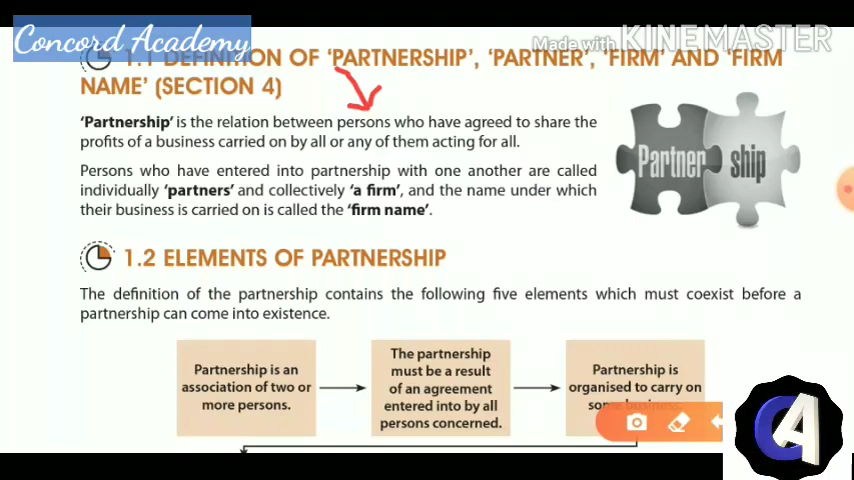 Concord Academy
Made with KINEMASTER
1.1 DEFINITION OF ‘PARTNERSHIP’, ‘PARTNER’, ‘FIRM’ AND ‘FIRM
NAME’ (SECTION 4)
‘Partnership’ is the relation between persons who have agreed to share the
profits of a business carried on by all or any of them acting for all.
Partner ship
Persons who have entered into partnership with one another are called
individually ‘partners’ and collectively ‘a firm’, and the name under which
their business is carried on is called the ‘firm name’.
1.2 ELEMENTS OF PARTNERSHIP
The definition of the partnership contains the following five elements which must coexist before a
partnership can come into existence.
Partnership is an
association of two or
more persons.
The partnership
must be a result
of an agreement
entered into by all
persons concerned.
Partnership is
organised to carry on
some business.
CA